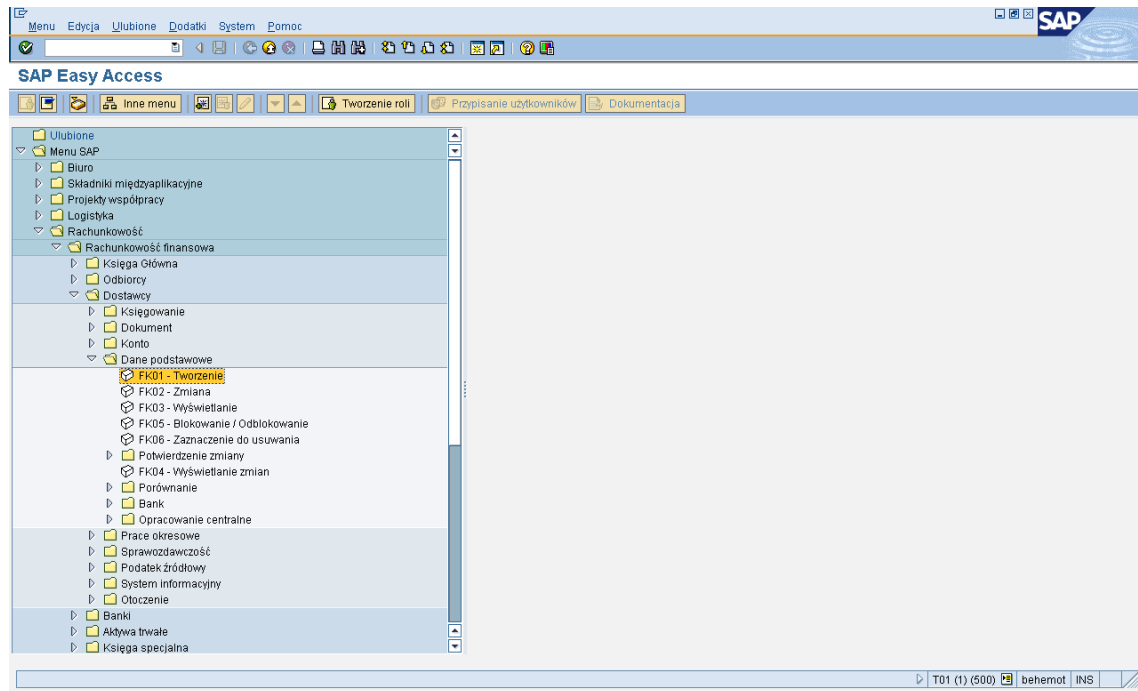 Menu Edycja Ulubione Dodatki System Pomoc
SAP
SAP Easy Access
Inne menu Tworzenie roli Przypisanie użytkowników Dokumentacja
Ulubione
Menu SAP
Biuro
Składniki międzyaplikacyjne
Projekty współpracy
Logistyka
Rachunkowość
Rachunkowość finansowa
Księga Główna
Odbiorcy
Dostawcy
Księgowanie
Dokument
Konto
Dane podstawowe
FK01 - Tworzenie
FK02 - Zmiana
FK03 - Wyświetlanie
FK05 - Blokowanie / Odblokowanie
FK06 - Zaznaczenie do usuwania
Potwierdzenie zmiany
FK04 - Wyświetlanie zmian
Porównanie
Bank
Opracowanie centralne
Prace okresowe
Sprawozdawczość
Podatek źródłowy
System informacyjny
Otoczenie
Banki
Aktywa trwałe
Księga specjalna
T01 (1) (500) behemot INS